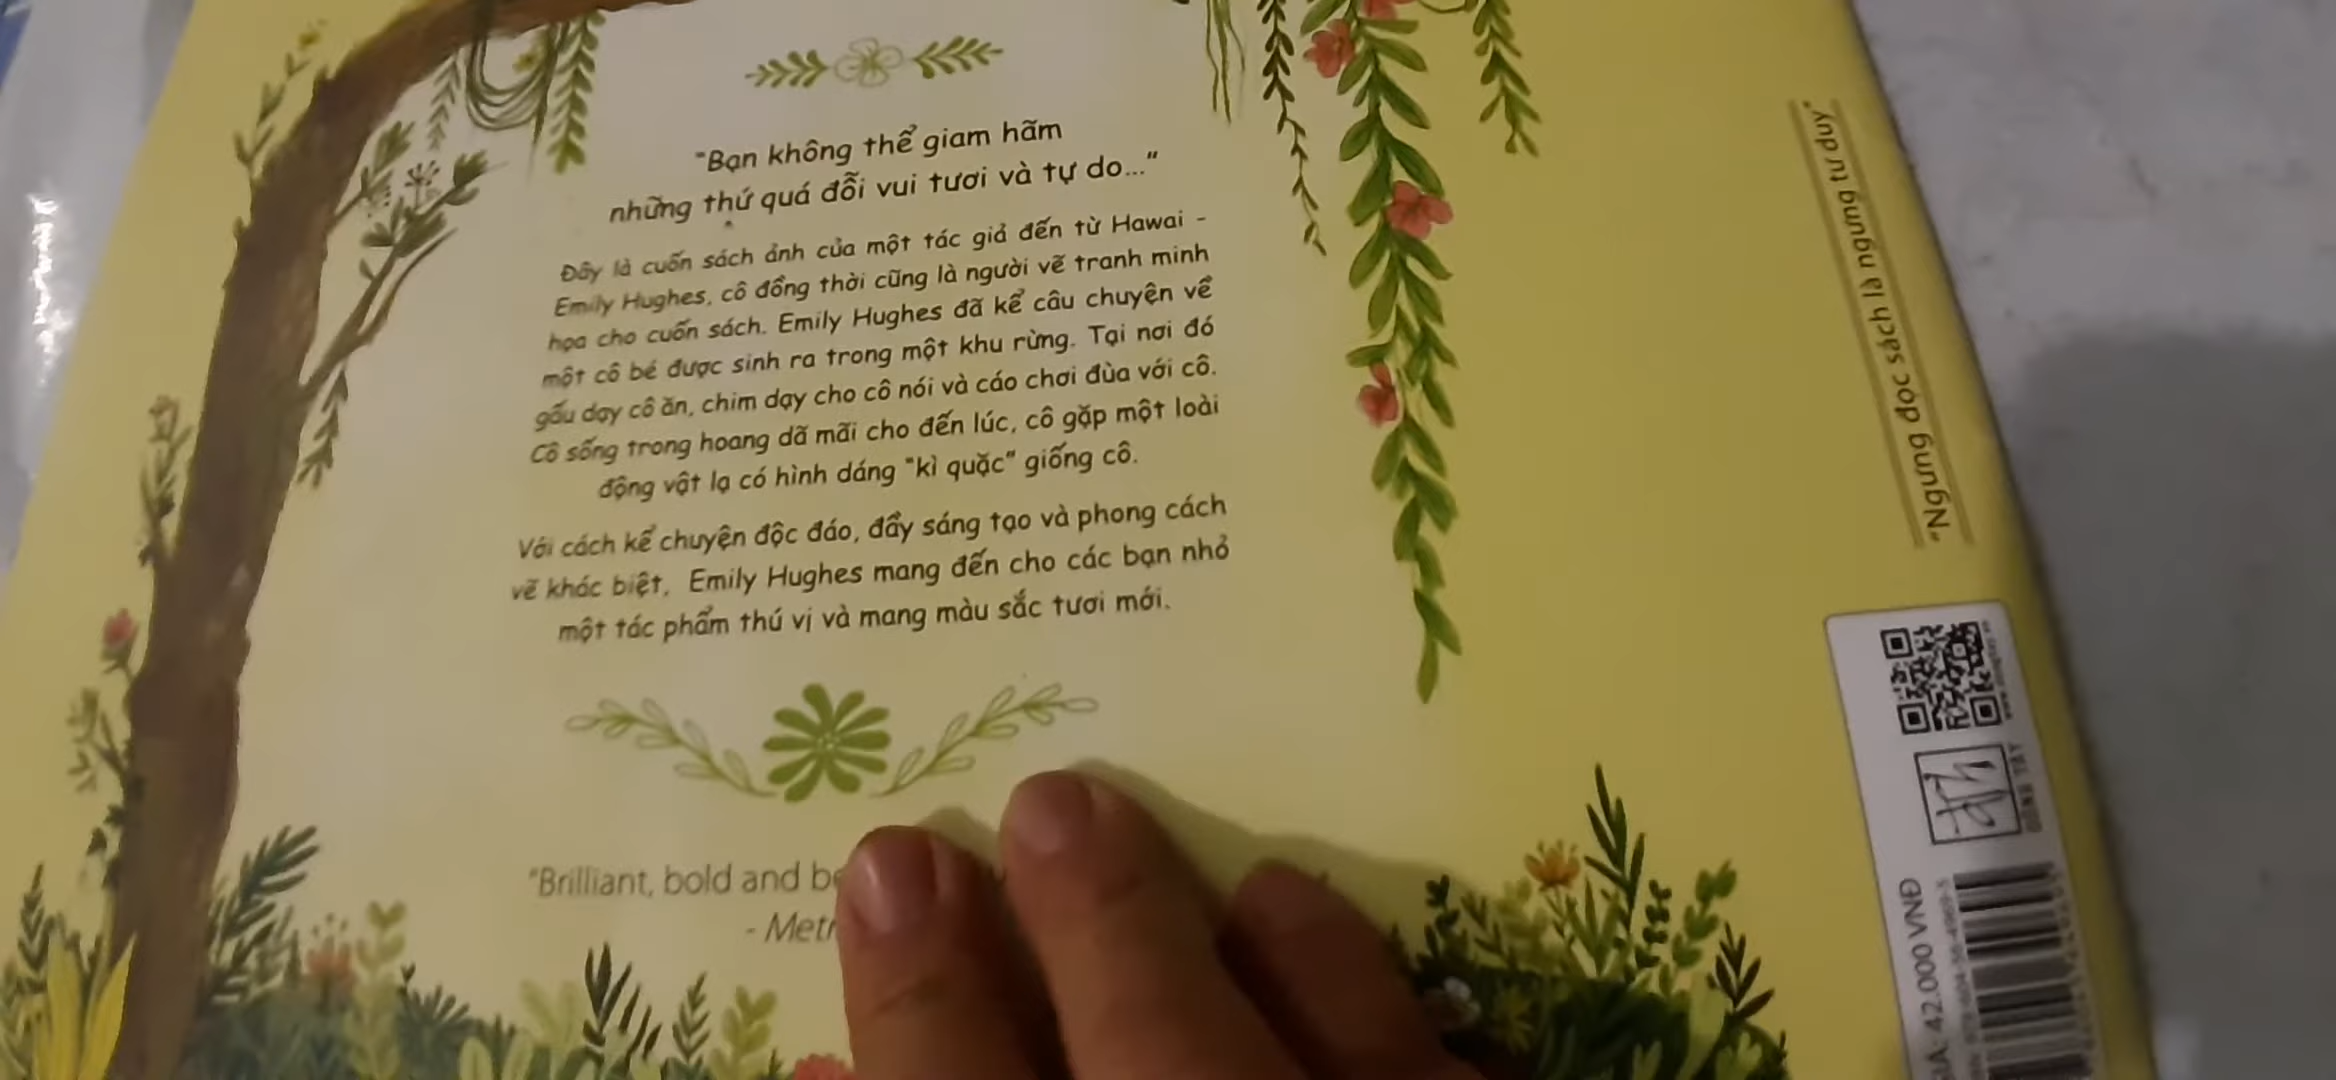 "Bạn không thể giam hãm
những thứ quá đỗi vui tươi và tự do..."
Đây là cuốn sách ảnh của một tác giả đến từ Hawai -
Emily Hughes, cô đồng thời cũng là người vẽ tranh minh
họa cho cuốn sách. Emily Hughes đã kể câu chuyện về
một cô bé được sinh ra trong một khu rừng. Tại nơi đó
gấu dạy cô ăn, chim dạy cho cô nói và cáo chơi đùa với cô.
Cô sống trong hoang dã mãi cho đến lúc, cô gặp một loài
động vật lạ có hình dáng "kì quặc" giống cô.
Với cách kể chuyện độc đáo, đầy sáng tạo và phong cách
vẽ khác biệt, Emily Hughes mang đến cho các bạn nhỏ
một tác phẩm thú vị và mang màu sắc tươi mới.
"Brilliant, bold and
"Ngưng đọc sách là ngưng tư duy"
ĐÔNG TÂY
GIÁ: 42.000 VNĐ